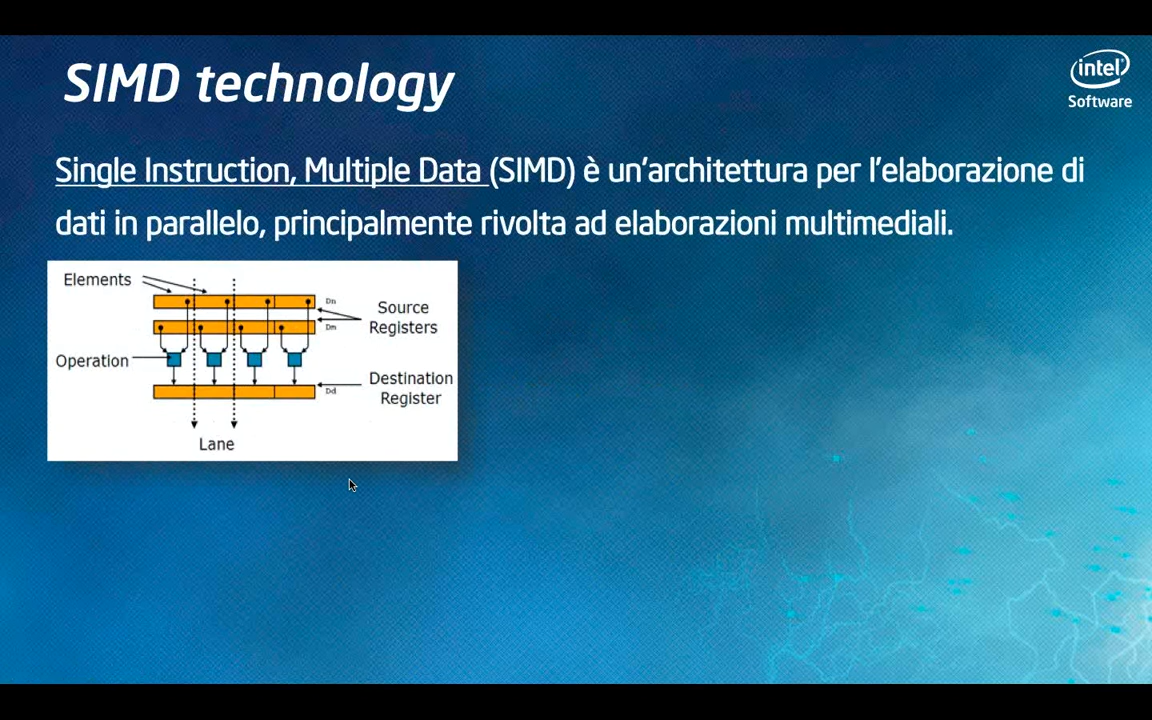 SIMD technology
intel
Software
Single Instruction, Multiple Data (SIMD) è un'architettura per l'elaborazione di
dati in parallelo, principalmente rivolta ad elaborazioni multimediali.
Elements
Dn
Source
Registers
Dm
Operation
Destination
Register
Dd
Lane